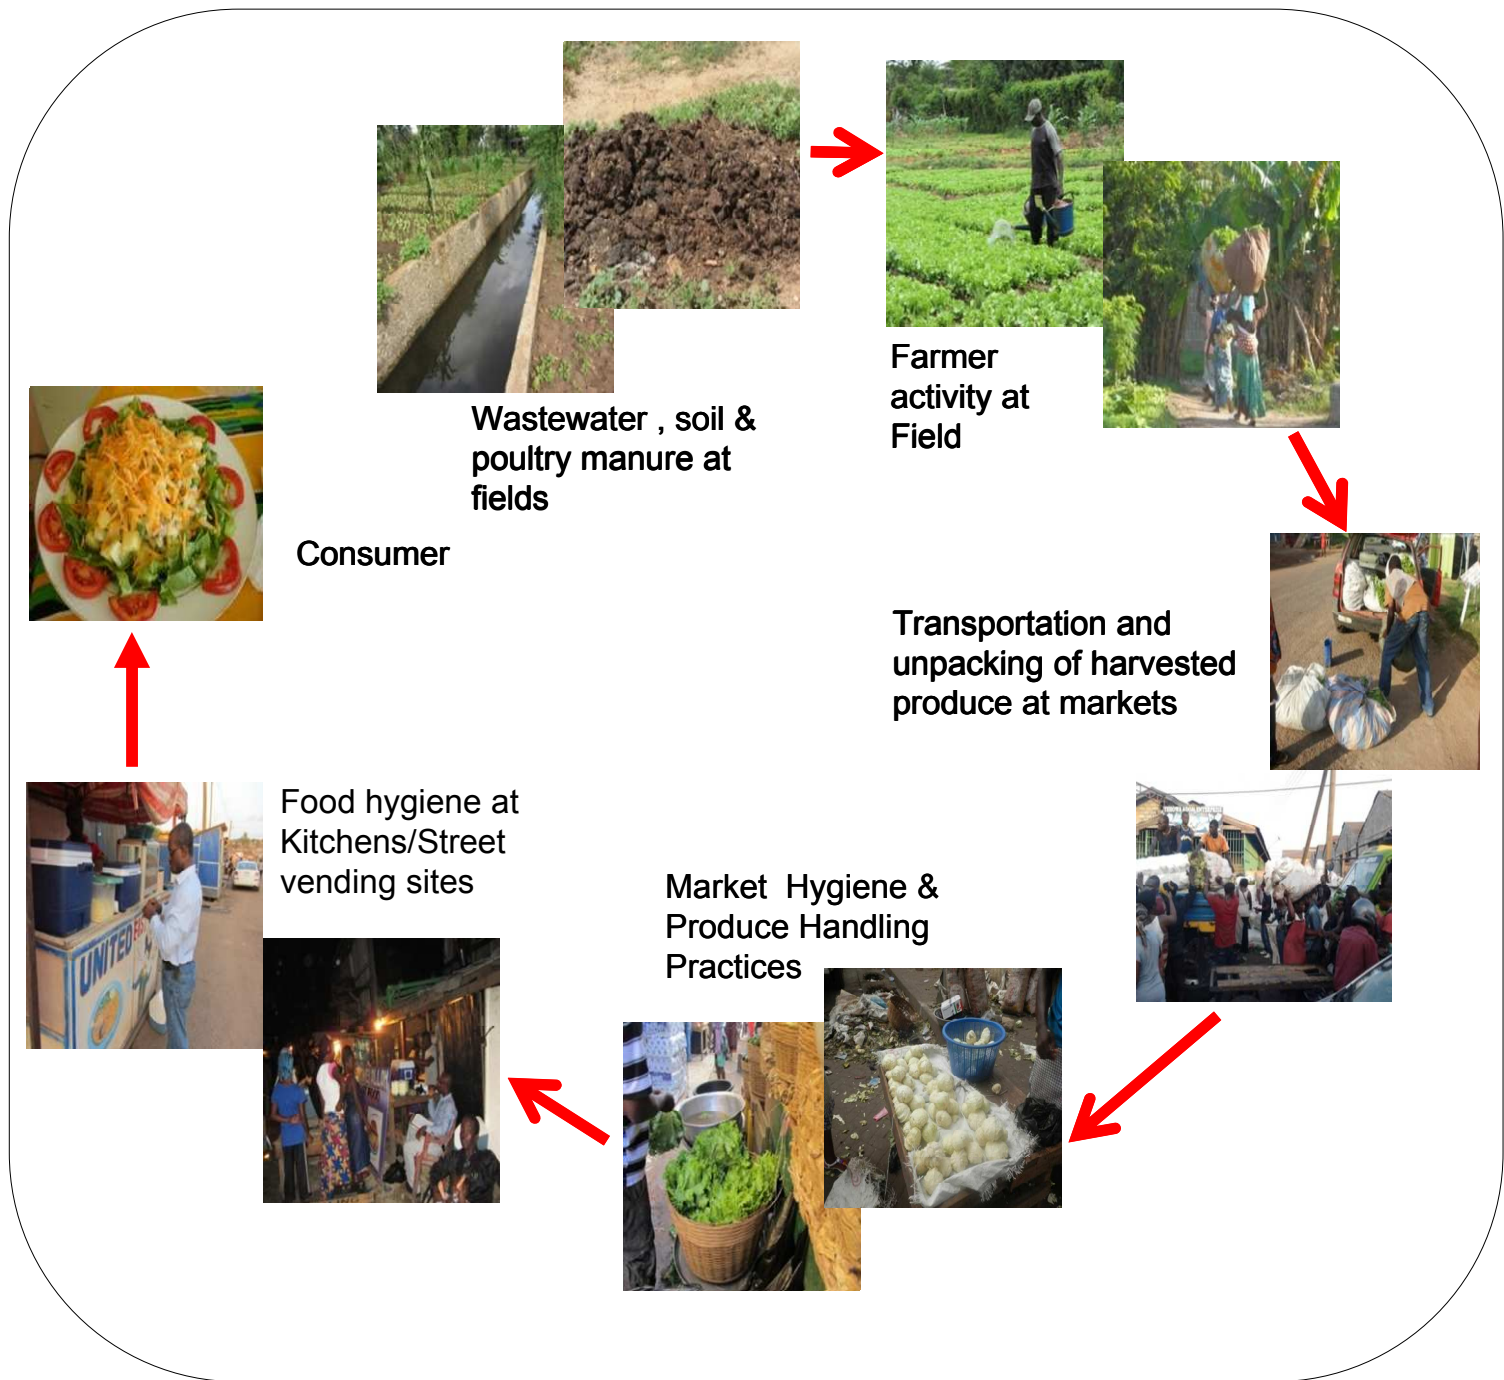 Wastewater , soil &
poultry manure at
fields
Farmer
activity at
Field
Transportation and
unpacking of harvested
produce at markets
Market  Hygiene &
Produce Handling
Practices
Food hygiene at
Kitchens/Street
vending sites
UNITED
Consumer